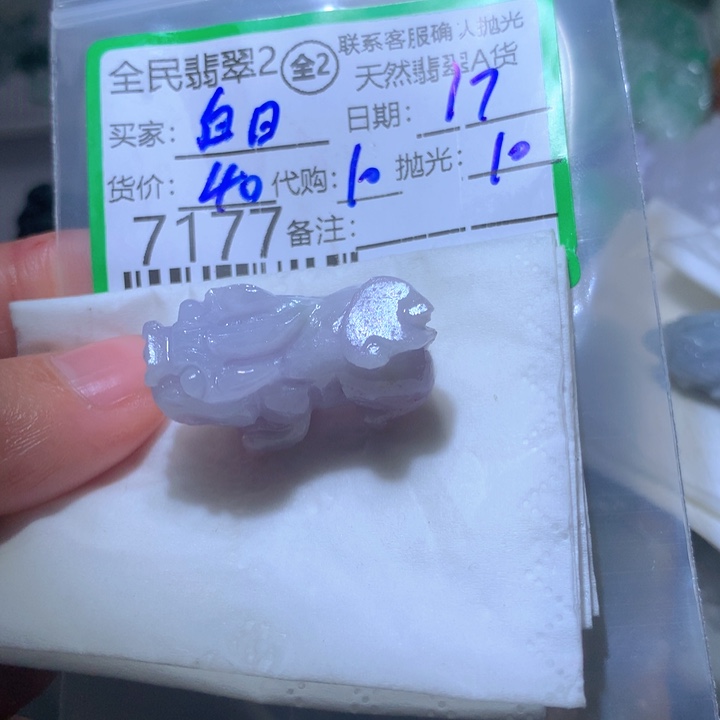 全民翡翠2 全2 联系客服确人抛光
天然翡翠A货
买家: 白日 日期: 17
货价: 40 代购: 10 抛光: 10
7177 备注: